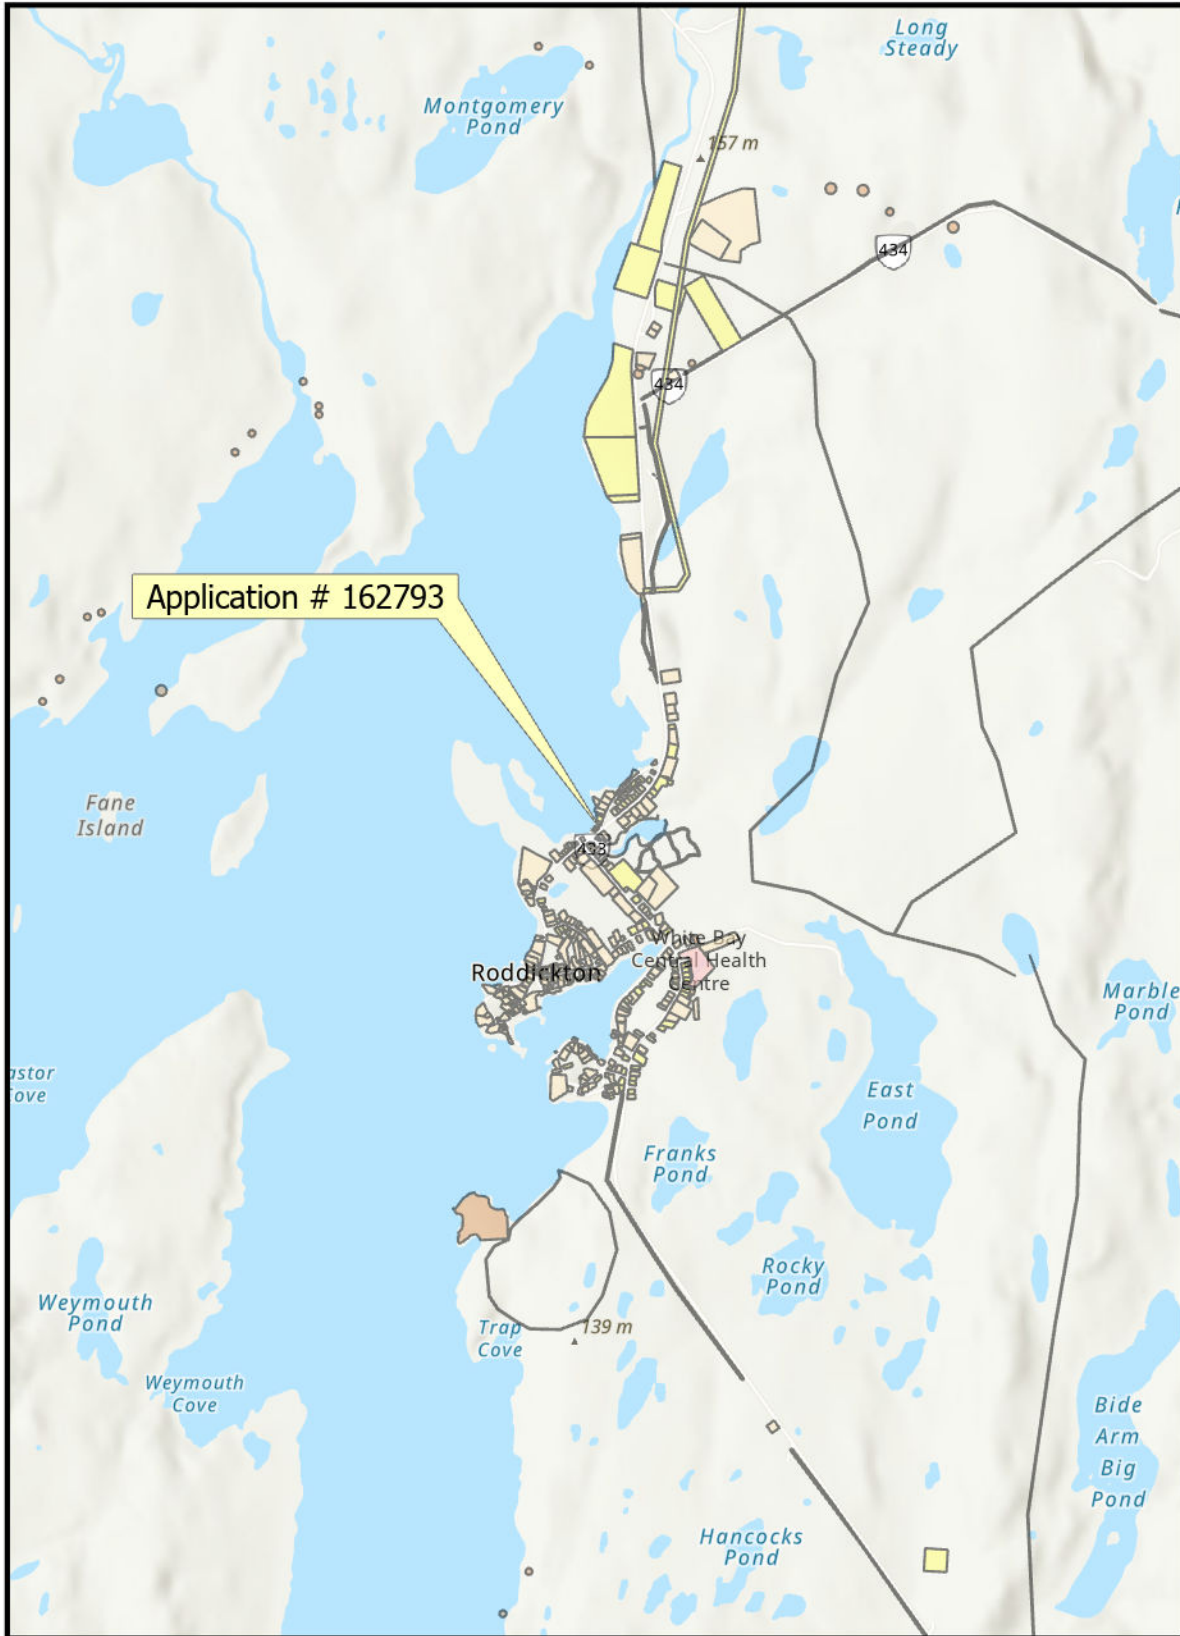 Long
Steady
Montgomery
Pond
157 m
434
434
Application # 162793
Fane
Island
433
White Bay
Central Health
Centre
Roddickton
Marble
Pond
East
Pond
Franks
Pond
Rocky
Pond
Weymouth
Pond
Trap
Cove
139 m
Weymouth
Cove
Bide
Arm
Big
Pond
Hancocks
Pond